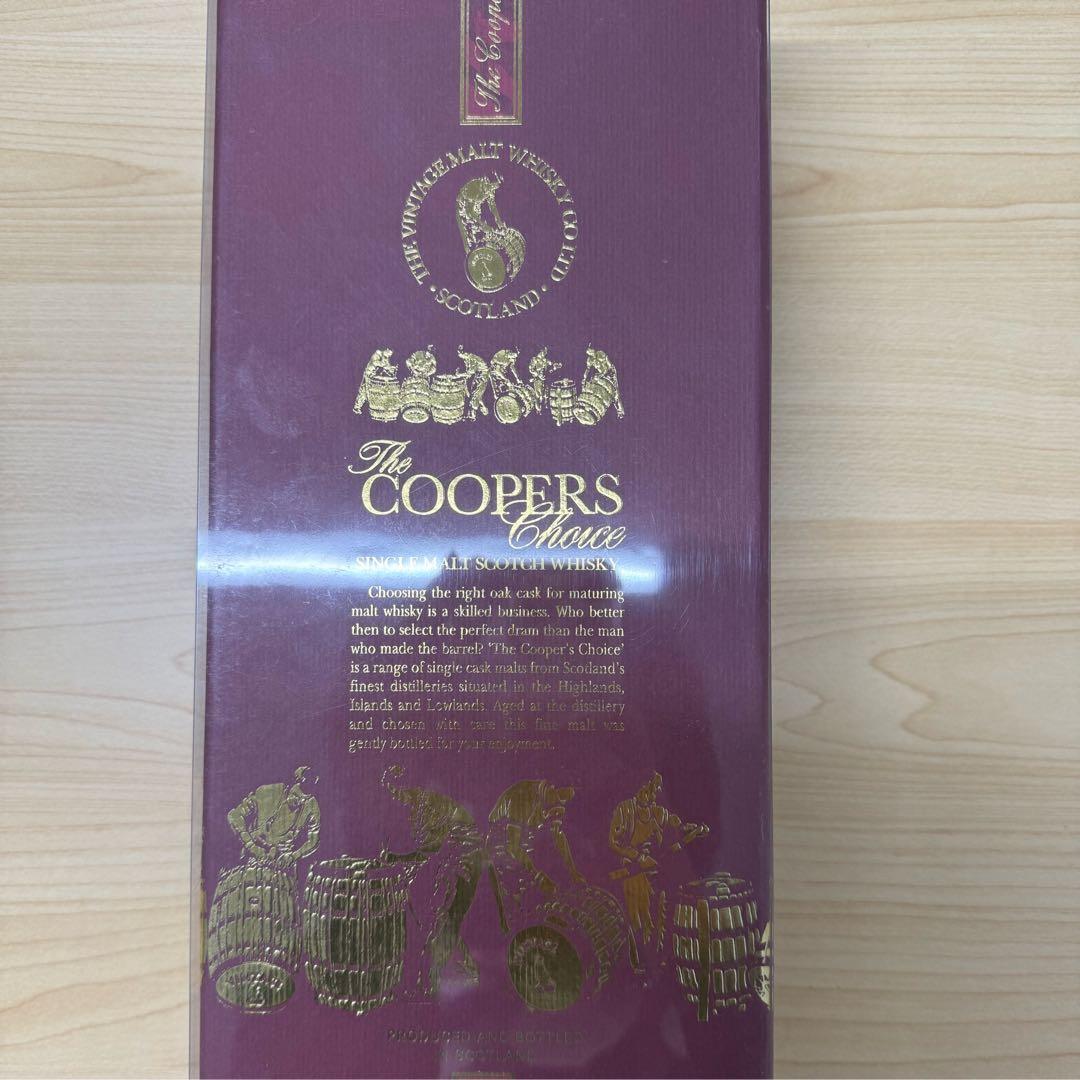 The Coope
THE VINTAGE MALT WHISKY CO LTD
• SCOTLAND •
The
COOPERS
Choice
SINGLE MALT SCOTCH WHISKY
Choosing the right oak cask for maturing
malt whisky is a skilled business. Who better
then to select the perfect dram than the man
who made the barrel? 'The Cooper's Choice'
is a range of single cask malts from Scotland's
finest distilleries situated in the Highlands,
Islands and Lowlands. Aged at the distillery
and chosen with care this fine malt was
gently bottled for your enjoyment.
PRODUCED AND BOTTLED
IN SCOTLAND